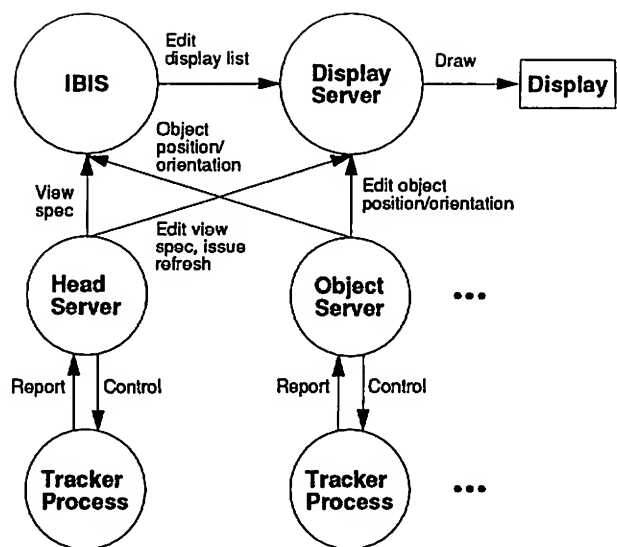 Edit
display list
IBIS
Display
Server
Draw
Display
Object
position/
orientation
View
spec
Edit object
position/orientation
Edit view
spec, issue
refresh
Head
Server
Object
Server
•••
Report
Control
Report
Control
Tracker
Process
Tracker
Process
•••